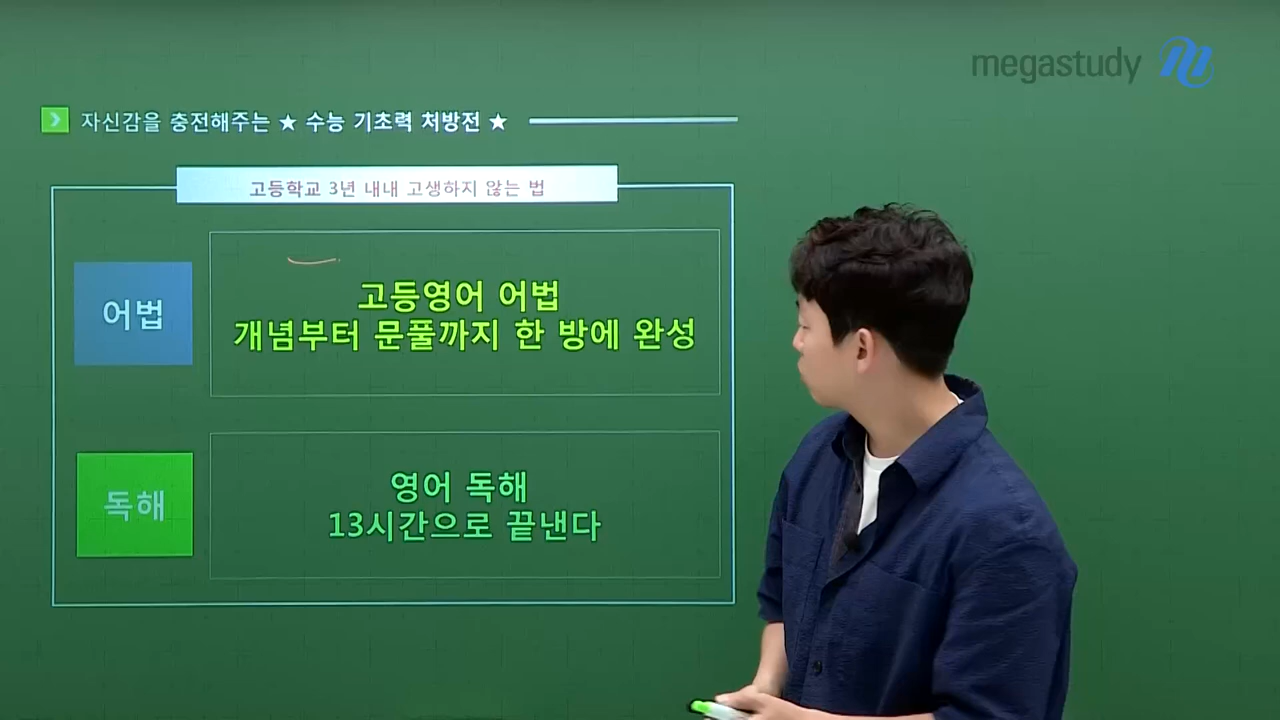 megastudy
자신감을 충전해주는 ★ 수능 기초력 처방전 ★
고등학교 3년 내내 고생하지 않는 법
어법
고등영어 어법
개념부터 문풀까지 한 방에 완성
독해
영어 독해
13시간으로 끝낸다